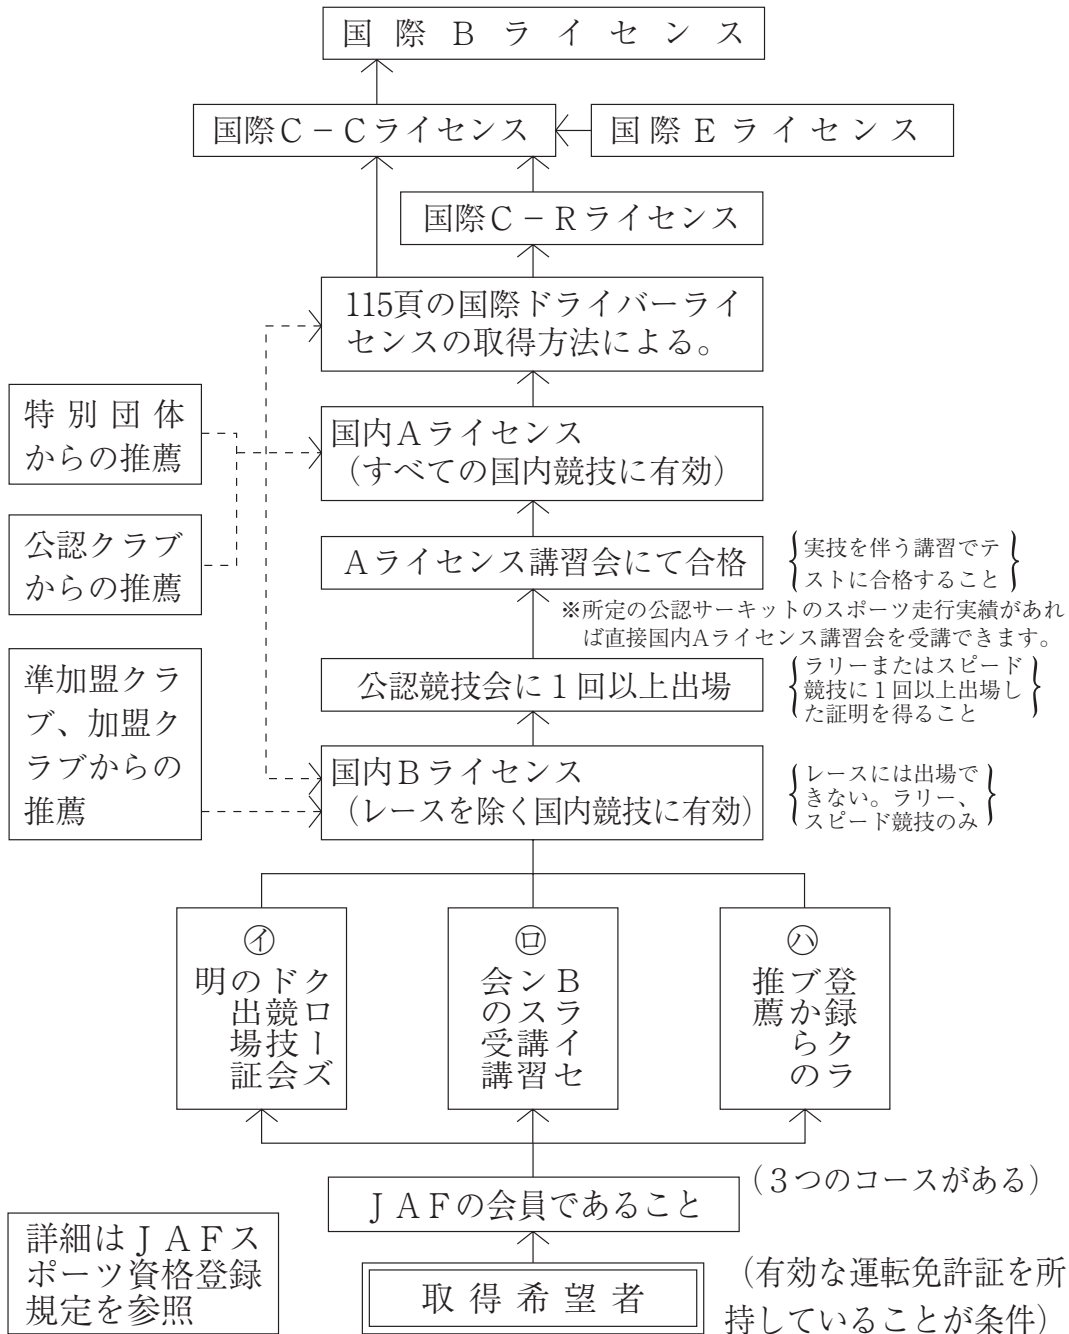 国際Bライセンス
国際C－Cライセンス
国際Eライセンス
国際C－Rライセンス
115頁の国際ドライバーライ
センスの取得方法による。
特別団体
からの推薦
国内Aライセンス
（すべての国内競技に有効）
公認クラブ
からの推薦
Aライセンス講習会にて合格
実技を伴う講習でテ
ストに合格すること
※所定の公認サーキットのスポーツ走行実績があれ
ば直接国内Aライセンス講習会を受講できます。
準加盟クラ
ブ、加盟ク
ラブからの
推薦
公認競技会に１回以上出場
ラリーまたはスピード
競技に１回以上出場し
た証明を得ること
国内Bライセンス
（レースを除く国内競技に有効）
レースには出場で
きない。ラリー、
スピード競技のみ
㋑
クローズ
ド競技会
の出場証
明
㋺
Bライセ
ンス講習
会の受講
㋩
登録クラ
ブからの
推薦
（３つのコースがある）
ＪＡＦの会員であること
詳細はＪＡＦス
ポーツ資格登録
規定を参照
取得希望者
（有効な運転免許証を所
持していることが条件）